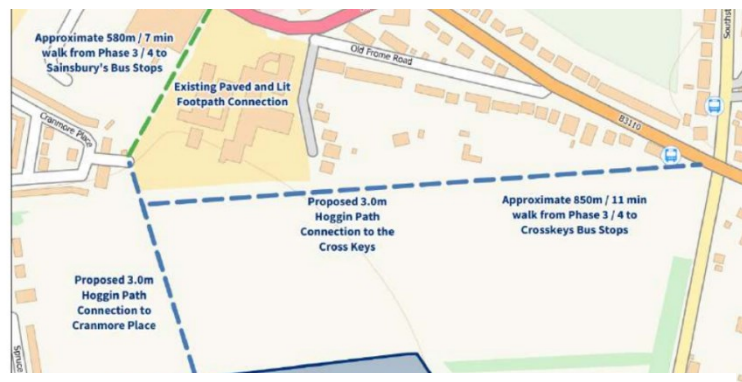 Approximate 580m / 7 min
walk from Phase 3 / 4 to
Sainsbury's Bus Stops
Existing Paved and Lit
Footpath Connection
Old Frome Road
Cranmore Place
B3110
Proposed 3.0m
Hoggin Path
Connection to the
Cross Keys
Approximate 850m / 11 min
walk from Phase 3 / 4 to
Crosskeys Bus Stops
Proposed 3.0m
Hoggin Path
Connection to
Cranmore Place